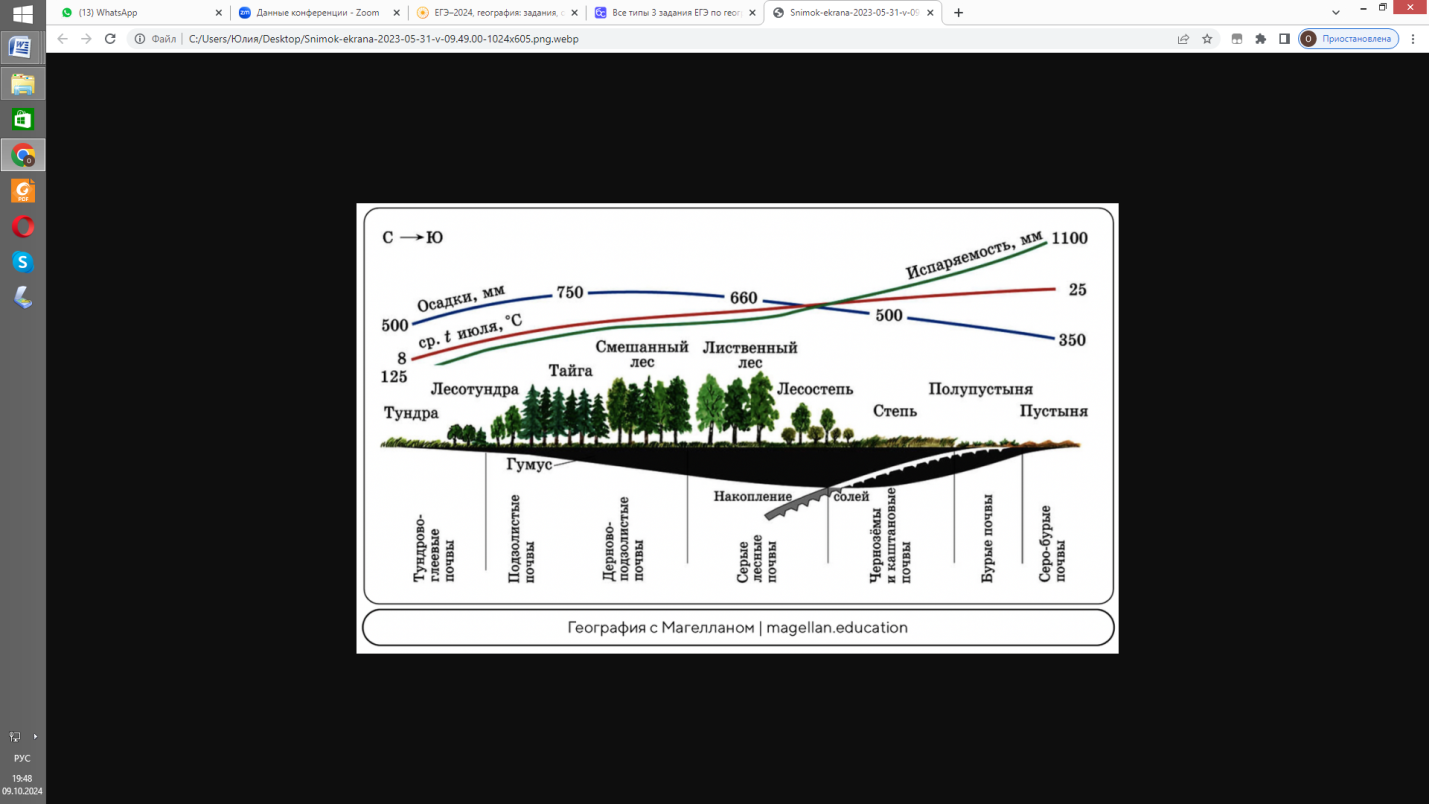 (13) WhatsApp
Данные конференции - Zoom
ЕГЭ–2024, география: задания,
Все типы 3 задания ЕГЭ по
Snimok-ekrana-2023-05-31-v-09
Файл
C:/Users/Юлия/Desktop/Snimok-ekrana-2023-05-31-v-09.49.00-1024x605.png.webp
О
Приостановлена
С → Ю
Испаряемость, мм
1100
Осадки, мм
750
660
25
500
500
ср. t июля, °С
350
8
125
Смешанный
лес
Лиственный
лес
Тайга
Лесотундра
Лесостепь
Полупустыня
Тундра
Степь
Пустыня
Гумус
Накопление солей
Тундрово-
глеевые
почвы
Подзолистые
почвы
Дерново-
подзолистые
почвы
Серые
лесные
почвы
Чернозёмы
и каштановые
почвы
Бурые почвы
Серо-бурые
почвы
География с Магелланом | magellan.education
PDF
РУС
19:48
09.10.2024